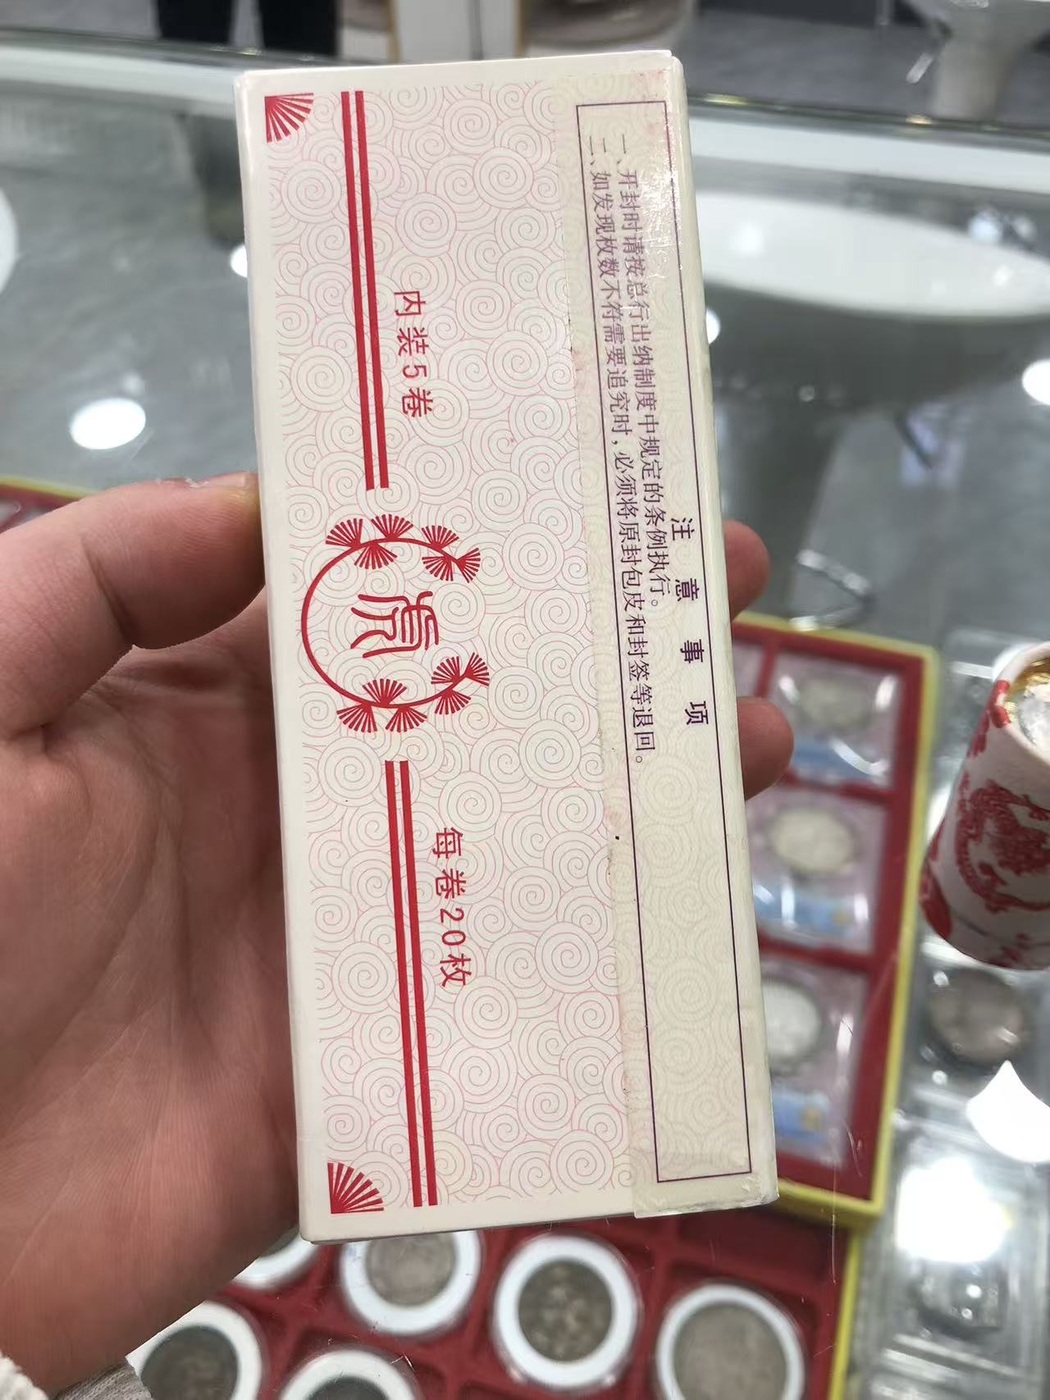 注意事项
一、开封时请按总行出纳制度中规定的条例执行。
二、如发现枚数不符需要追究时，必须将原封包皮和封签等退回。
内装5卷
每卷20枚